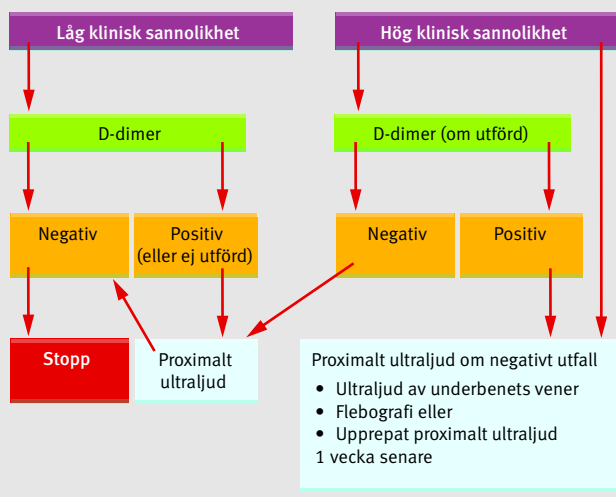 Låg klinisk sannolikhet
Hög klinisk sannolikhet
D-dimer
D-dimer (om utförd)
Negativ
Positiv
(eller ej utförd)
Negativ
Positiv
Stopp
Proximalt
ultraljud
Proximalt ultraljud om negativt utfall
• Ultraljud av underbenets vener
• Flebografi eller
• Upprepat proximalt ultraljud
1 vecka senare